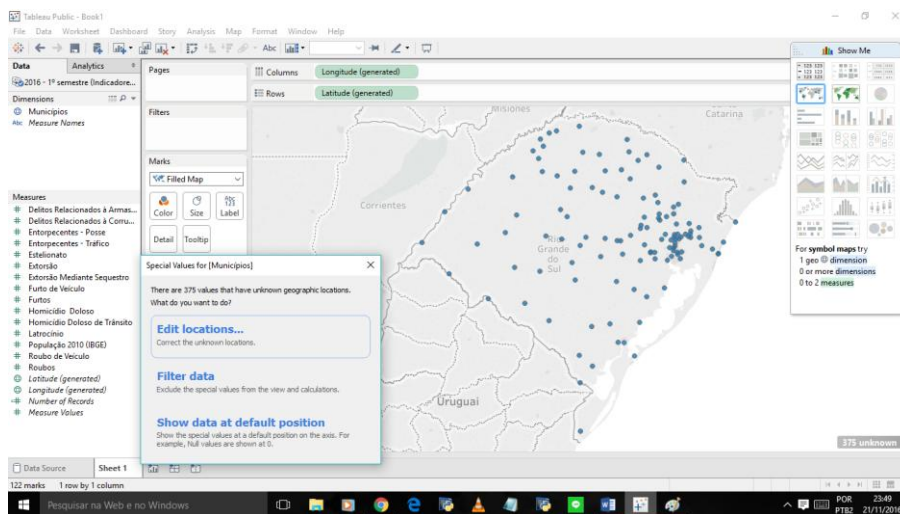 Tableau Public - Book1
File Data Worksheet Dashboard Story Analysis Map Format Window Help
Abc
Data Analytics
2016 - 1º semestre (Indicadore...
Dimensions
Municípios
Abc Measure Names
Measures
Delitos Relacionados à Armas...
Delitos Relacionados à Corru...
Entorpecentes - Posse
Entorpecentes - Tráfico
Estelionato
Extorsão
Extorsão Mediante Sequestro
Furto de Veículo
Furtos
Homicídio Doloso
Homicídio Doloso de Trânsito
Latrocínio
População 2010 (IBGE)
Roubo de Veículo
Roubos
Latitude (generated)
Longitude (generated)
Number of Records
Measure Values
Pages
Filters
Marks
Filled Map
Color Size Label
Detail Tooltip
Columns Longitude (generated)
Rows Latitude (generated)
Misiones
Catarina
Corrientes
Rio
Grande
do
Sul
Uruguai
375 unknown
Special Values for [Municípios]
There are 375 values that have unknown geographic locations.
What do you want to do?
Edit locations...
Correct the unknown locations.
Filter data
Exclude the special values from the view and calculations.
Show data at default position
Show the special values at a default position on the axis. For
example, Null values are shown at 0.
Show Me
For symbol maps try
1 geo dimension
0 or more dimensions
0 to 2 measures
Data Source Sheet 1
122 marks 1 row by 1 column
Pesquisar na Web e no Windows
POR 23:49
PTB2 21/11/2016